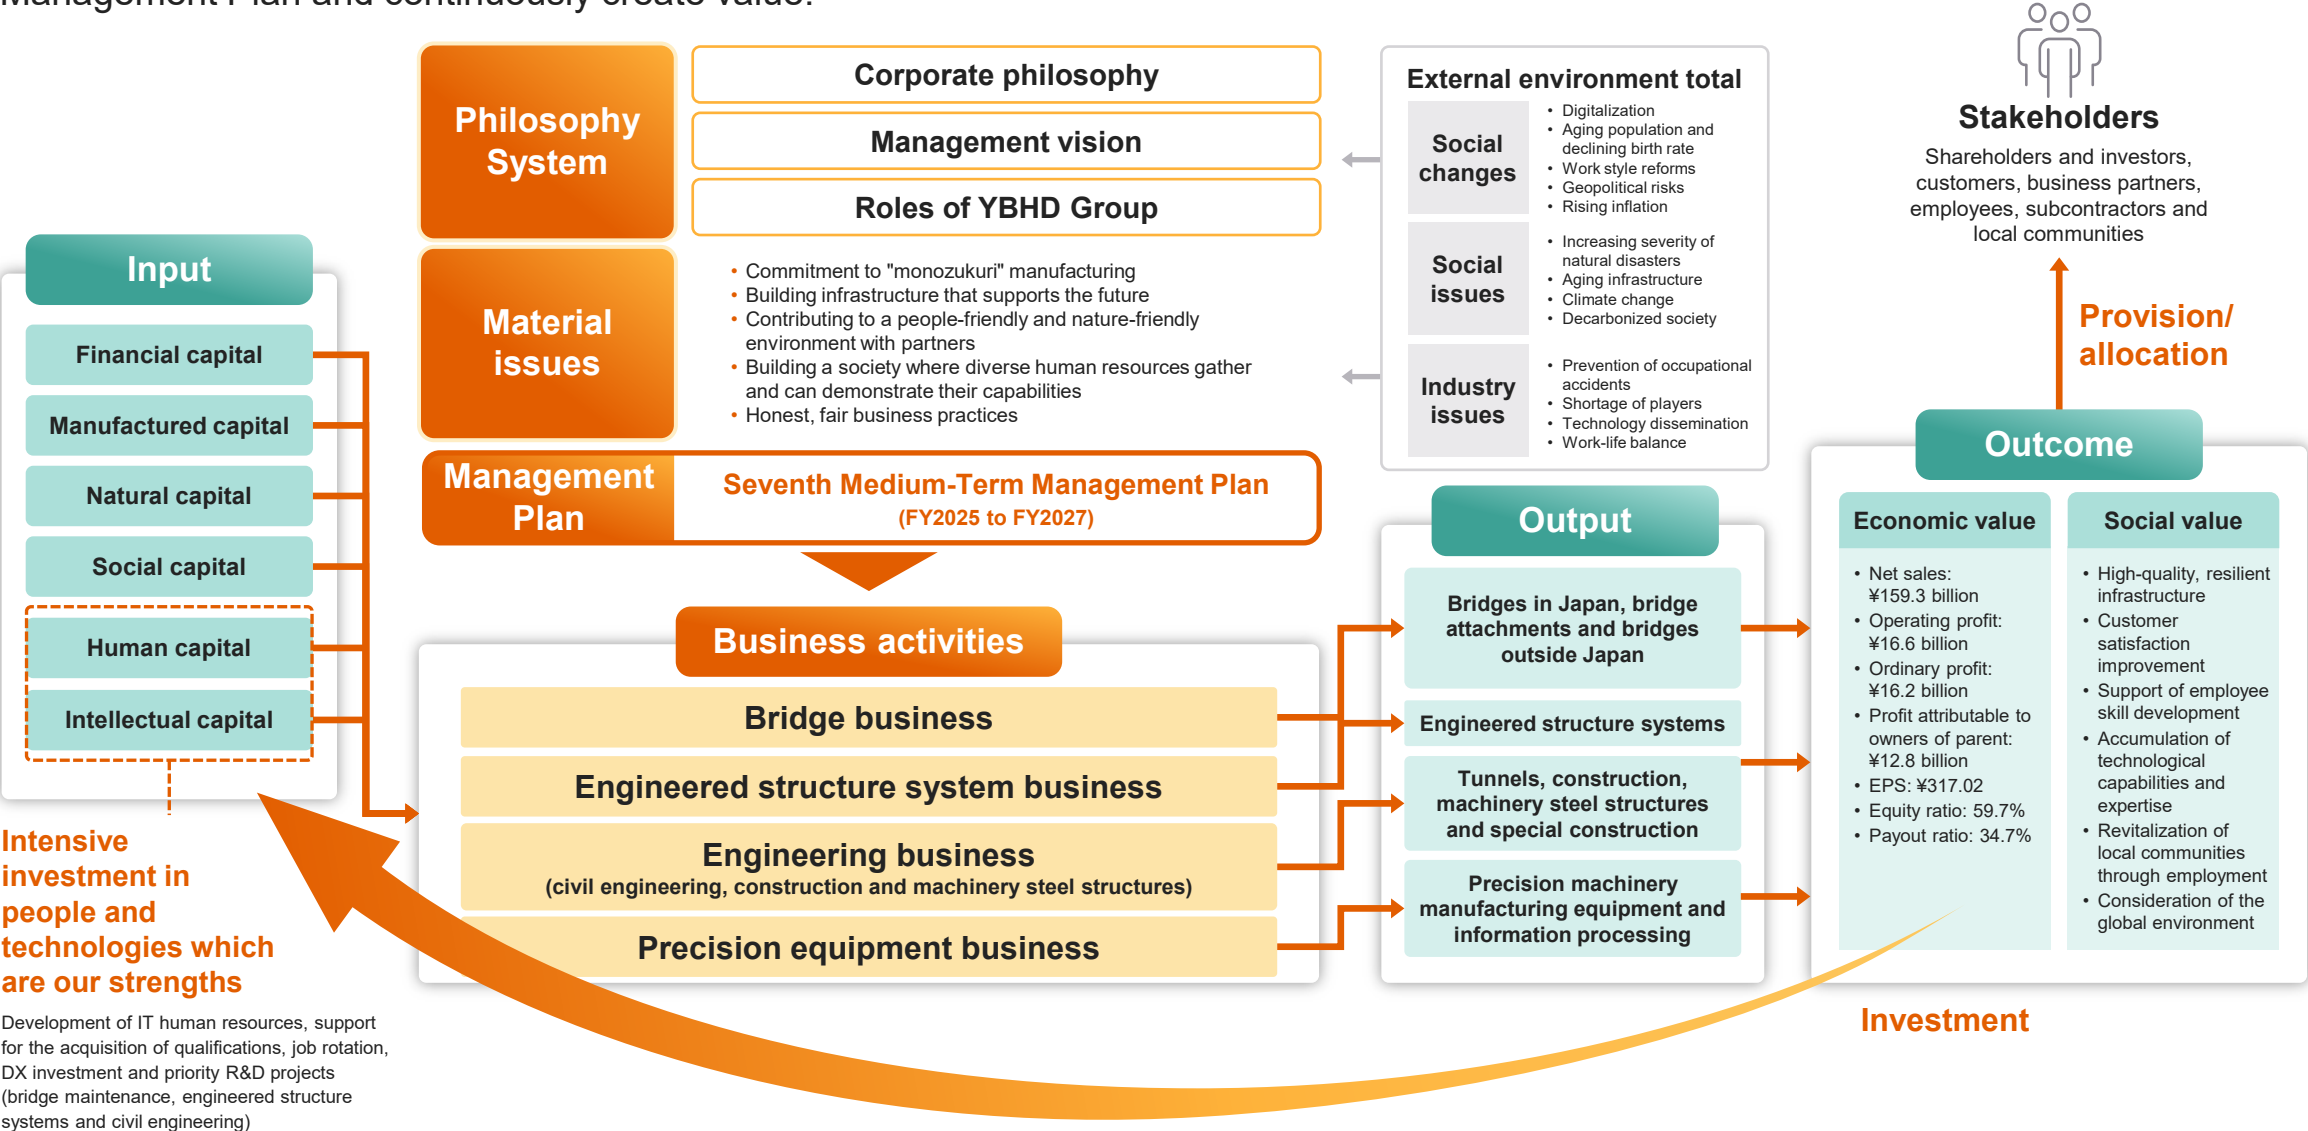 Management Plan and continuously create value.
Input
Financial capital
Manufactured capital
Natural capital
Social capital
Human capital
Intellectual capital
Intensive
investment in
people and
technologies which
are our strengths
Development of IT human resources, support
for the acquisition of qualifications, job rotation,
DX investment and priority R&D projects
(bridge maintenance, engineered structure
systems and civil engineering)
Philosophy
System
Corporate philosophy
Management vision
Roles of YBHD Group
Material
issues
• Commitment to "monozukuri" manufacturing
• Building infrastructure that supports the future
• Contributing to a people-friendly and nature-friendly
environment with partners
• Building a society where diverse human resources gather
and can demonstrate their capabilities
• Honest, fair business practices
Management
Plan
Seventh Medium-Term Management Plan
(FY2025 to FY2027)
Business activities
Bridge business
Engineered structure system business
Engineering business
(civil engineering, construction and machinery steel structures)
Precision equipment business
External environment total
Social
changes
• Digitalization
• Aging population and
declining birth rate
• Work style reforms
• Geopolitical risks
• Rising inflation
Social
issues
• Increasing severity of
natural disasters
• Aging infrastructure
• Climate change
• Decarbonized society
Industry
issues
• Prevention of occupational
accidents
• Shortage of players
• Technology dissemination
• Work-life balance
Output
Bridges in Japan, bridge
attachments and bridges
outside Japan
Engineered structure systems
Tunnels, construction,
machinery steel structures
and special construction
Precision machinery
manufacturing equipment and
information processing
Stakeholders
Shareholders and investors,
customers, business partners,
employees, subcontractors and
local communities
Provision/
allocation
Outcome
Economic value
• Net sales:
¥159.3 billion
• Operating profit:
¥16.6 billion
• Ordinary profit:
¥16.2 billion
• Profit attributable to
owners of parent:
¥12.8 billion
• EPS: ¥317.02
• Equity ratio: 59.7%
• Payout ratio: 34.7%
Social value
• High-quality, resilient
infrastructure
• Customer
satisfaction
improvement
• Support of employee
skill development
• Accumulation of
technological
capabilities and
expertise
• Revitalization of
local communities
through employment
• Consideration of the
global environment
Investment